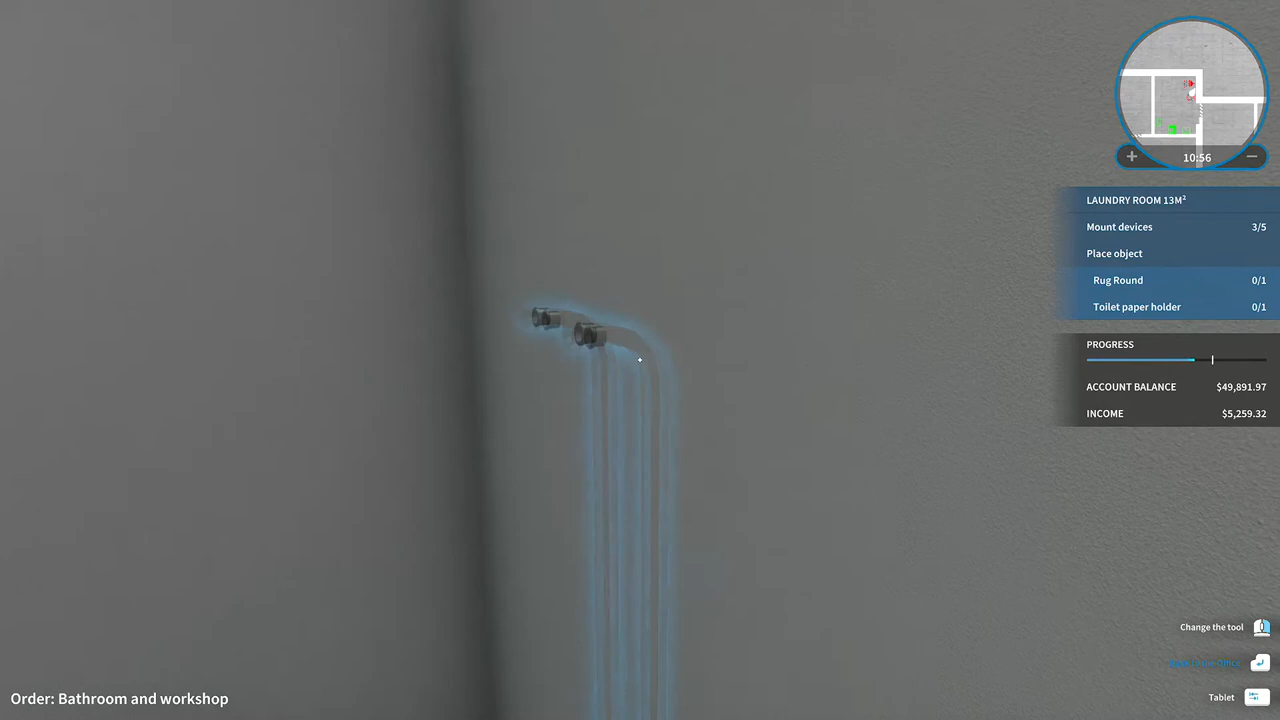 10:56
LAUNDRY ROOM 13M²
Mount devices 3/5
Place object
Rug Round 0/1
Toilet paper holder 0/1
PROGRESS
ACCOUNT BALANCE $49,891.97
INCOME $5,259.32
Change the tool
Tablet
Order: Bathroom and workshop